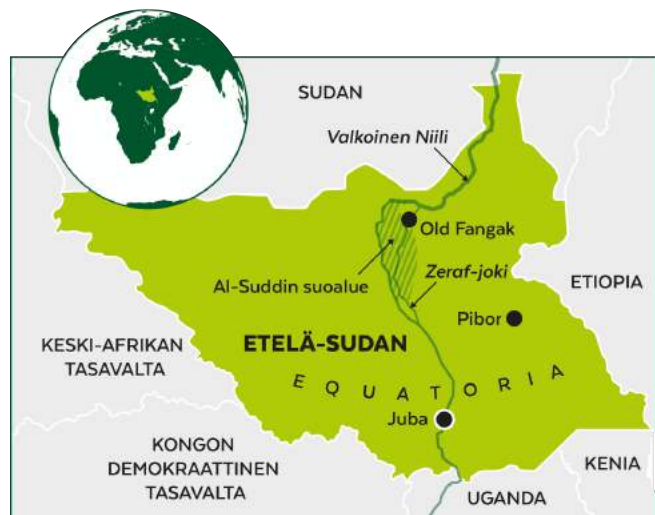 SUDAN
Valkoinen Niili
Old Fangak
Al-Suddin suoalue
Zeraf-joki
ETIOPIA
Pibor
KESKI-AFRIKAN
TASAVALTA
ETELÄ-SUDAN
EQUATORIA
Juba
KONGON
DEMOKRAATTINEN
TASAVALTA
KENIA
UGANDA